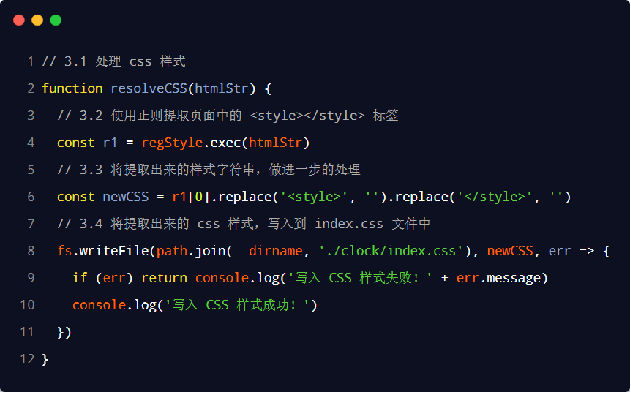 1 // 3.1 处理 css 样式
2 function resolveCSS(htmlStr) {
3 // 3.2 使用正则提取页面中的 <style></style> 标签
4 const r1 = regStyle.exec(htmlStr)
5 // 3.3 将提取出来的样式字符串，做进一步的处理
6 const newCSS = r1[0].replace('<style>', '').replace('</style>', '')
7 // 3.4 将提取出来的 css 样式，写入到 index.css 文件中
8 fs.writeFile(path.join(__dirname, './clock/index.css'), newCSS, err => {
9 if (err) return console.log('写入 CSS 样式失败！' + err.message)
10 console.log('写入 CSS 样式成功！')
11 })
12 }